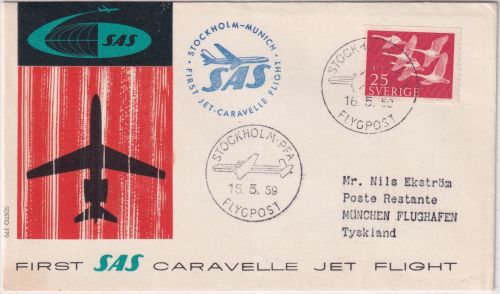 SAS
STOCKHOLM-MUNICH
SAS
FIRST JET-CARAVELLE FLIGHT
25
SVERIGE
16.5.59
FLYGPOST
STOCKHOLM-PFA
16.5.59
FLYGPOST
Mr. Nils Ekström
Poste Restante
MÜNCHEN FLUGHAFEN
Tyskland
FIRST SAS CARAVELLE JET FLIGHT